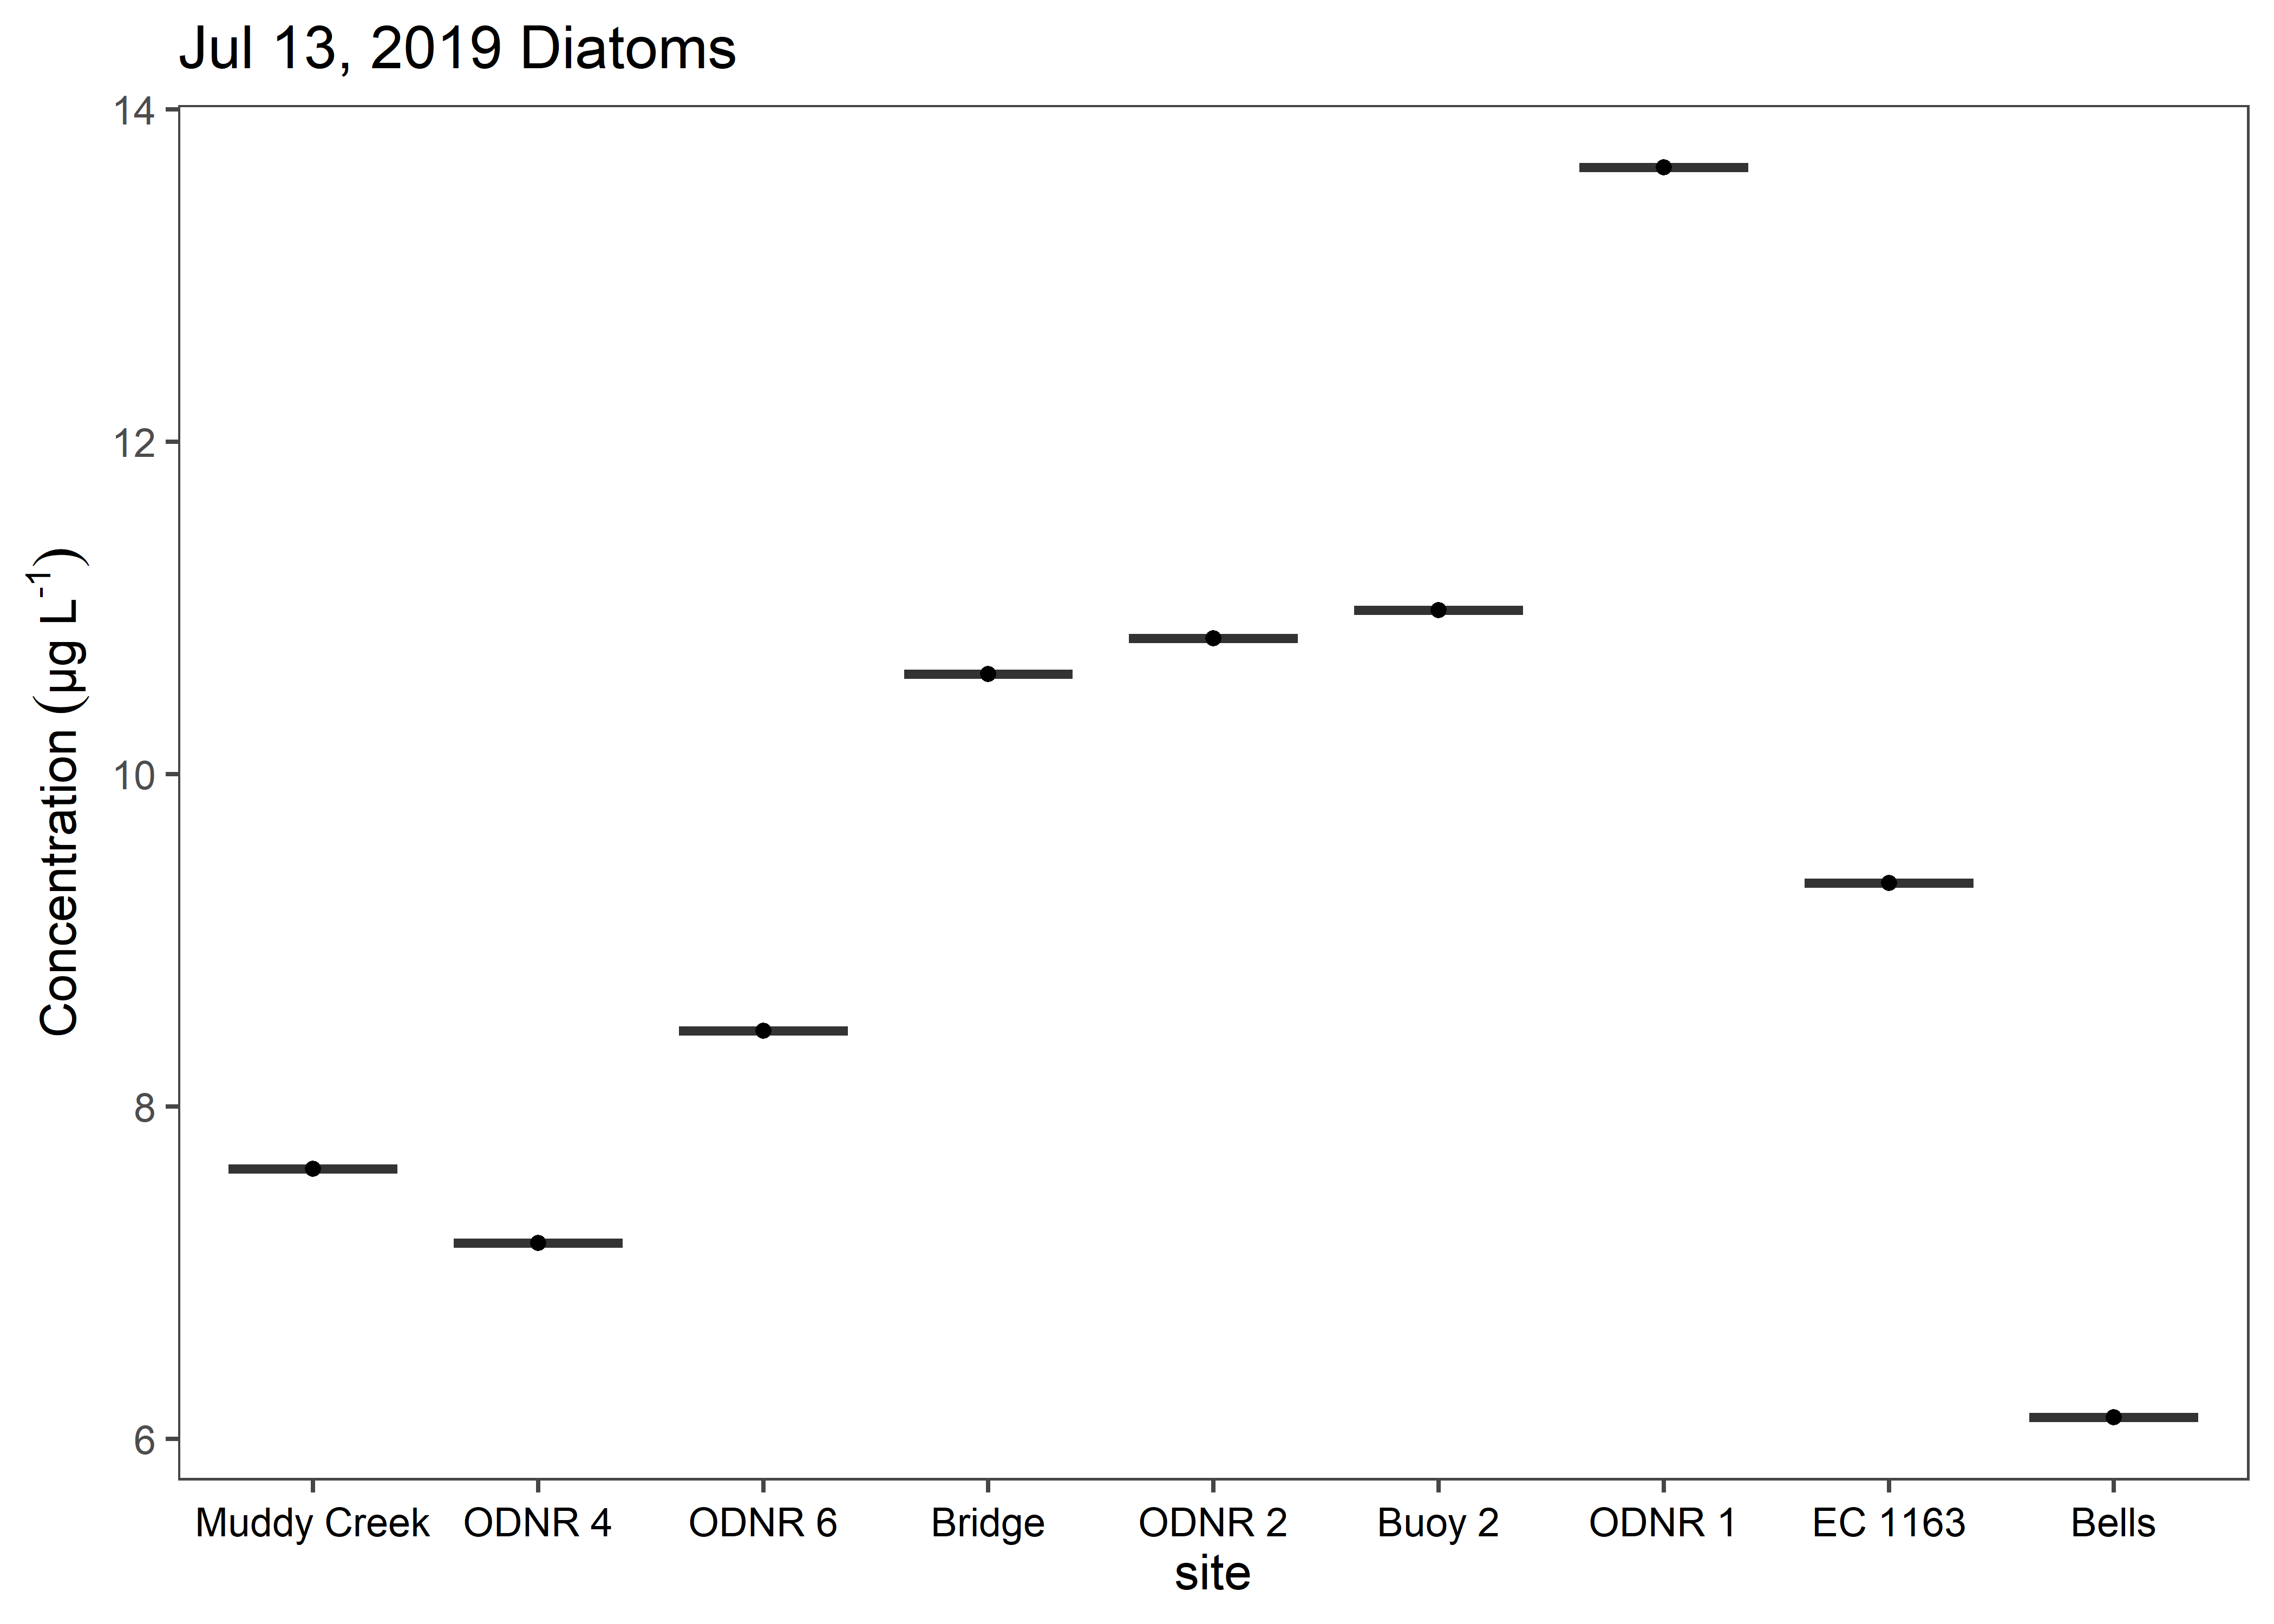 Jul 13, 2019 Diatoms
Concentration (µg L⁻¹)
14
12
10
8
6
Muddy Creek ODNR 4 ODNR 6 Bridge ODNR 2 Buoy 2 ODNR 1 EC 1163 Bells
site